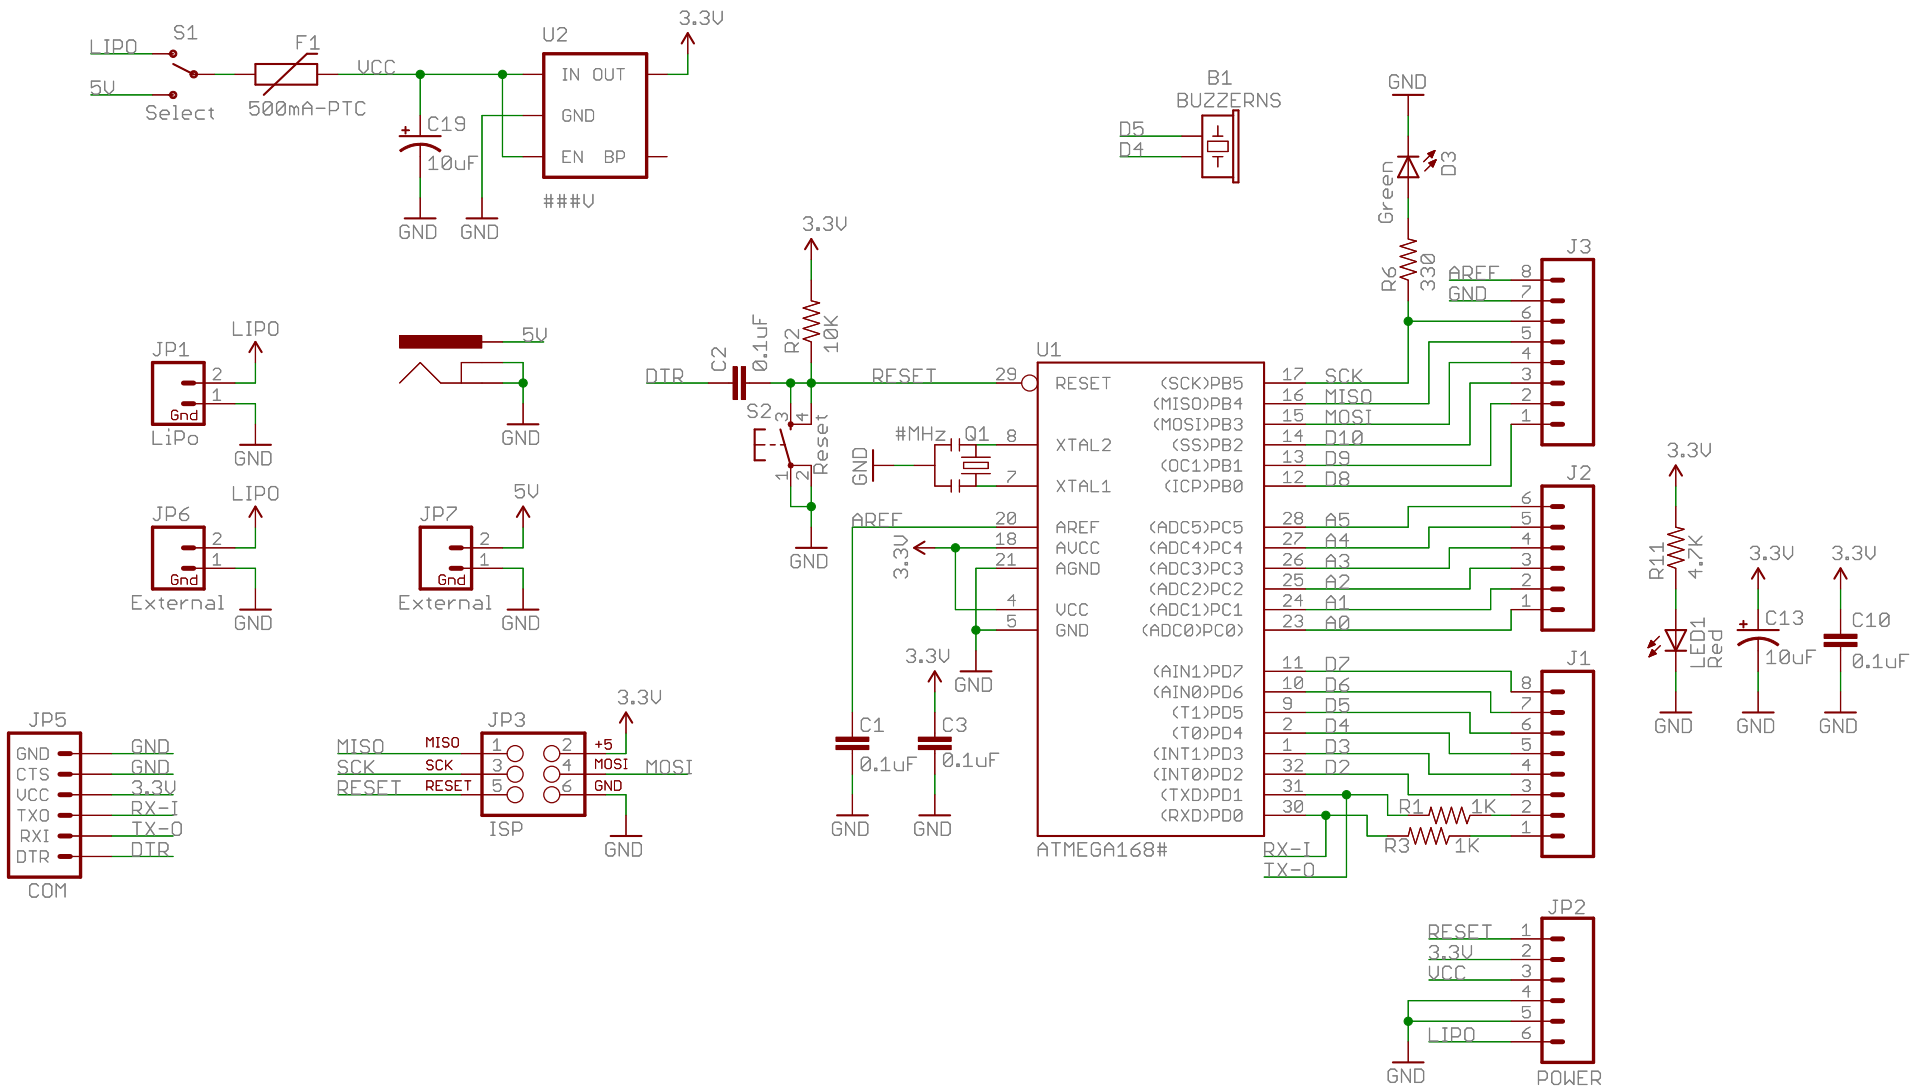 LIPO
5V
S1
Select
F1
500mA-PTC
VCC
C19
10uF
GND
GND
U2
IN OUT
GND
EN BP
###V
3.3V
B1
BUZZERNS
D5
D4
GND
Green
D3
R6
330
J3
AREF
GND
8
7
6
5
4
3
2
1
JP1
LIPO
2
1
Gnd
LiPo
GND
5V
GND
JP6
LIPO
2
1
Gnd
External
GND
JP7
5V
2
1
Gnd
External
GND
3.3V
R2
10K
DTR
C2
0.1uF
RESET
S2
3
4
1
2
Reset
GND
GND
#MHz
Q1
AREF
3.3V
GND
U1
29 RESET
8 XTAL2
7 XTAL1
20 AREF
18 AVCC
21 AGND
4 VCC
5 GND
(SCK)PB5 17 SCK
(MISO)PB4 16 MISO
(MOSI)PB3 15 MOSI
(SS)PB2 14 D10
(OC1)PB1 13 D9
(ICP)PB0 12 D8
(ADC5)PC5 28 A5
(ADC4)PC4 27 A4
(ADC3)PC3 26 A3
(ADC2)PC2 25 A2
(ADC1)PC1 24 A1
(ADC0)PC0 23 A0
(AIN1)PD7 11 D7
(AIN0)PD6 10 D6
(T1)PD5 9 D5
(T0)PD4 2 D4
(INT1)PD3 1 D3
(INT0)PD2 32 D2
(TXD)PD1 31
(RXD)PD0 30
ATMEGA168#
RX-I
TX-O
R1 1K
R3 1K
C1
0.1uF
GND
3.3V
C3
0.1uF
GND
J2
6
5
4
3
2
1
J1
8
7
6
5
4
3
2
1
3.3V
R11
4.7K
LED1
Red
GND
3.3V
C13
10uF
GND
3.3V
C10
0.1uF
GND
JP5
GND GND
CTS GND
VCC 3.3V
TXO RX-I
RXI TX-O
DTR DTR
COM
JP3
MISO MISO 1 2 +5
SCK SCK 3 4 MOSI MOSI
RESET RESET 5 6 GND
ISP
3.3V
GND
JP2
RESET 1
3.3V 2
VCC 3
4
5
LIPO 6
GND
POWER